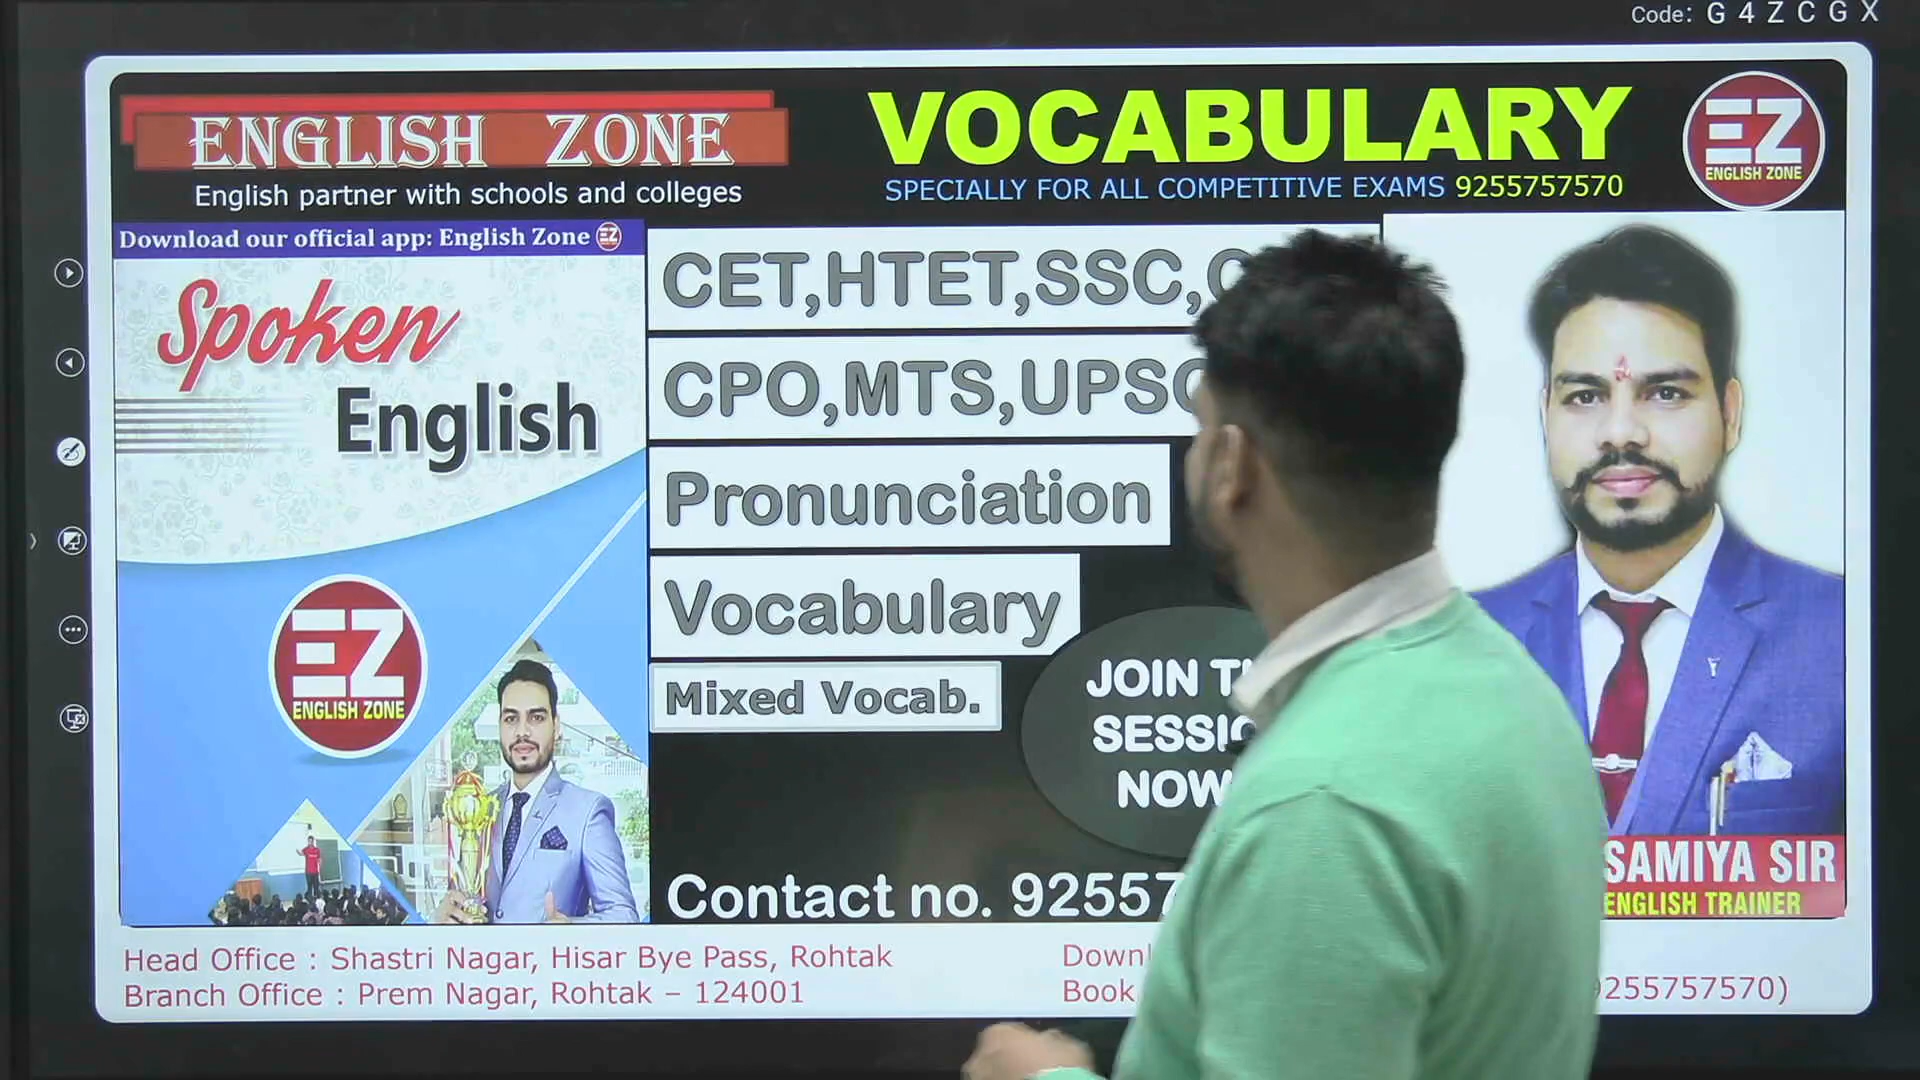 Code: G 4 Z C G X
ENGLISH ZONE
English partner with schools and colleges
VOCABULARY
SPECIALLY FOR ALL COMPETITIVE EXAMS 9255757570
EZ
ENGLISH ZONE
Download our official app: English Zone EZ
Spoken
English
EZ
ENGLISH ZONE
CET,HTET,SSC,
CPO,MTS,UPSC
Pronunciation
Vocabulary
Mixed Vocab.
JOIN
NOW
Contact no. 92557
SAMIYA SIR
ENGLISH TRAINER
Head Office : Shastri Nagar, Hisar Bye Pass, Rohtak
Branch Office : Prem Nagar, Rohtak – 124001
Book
9255757570)